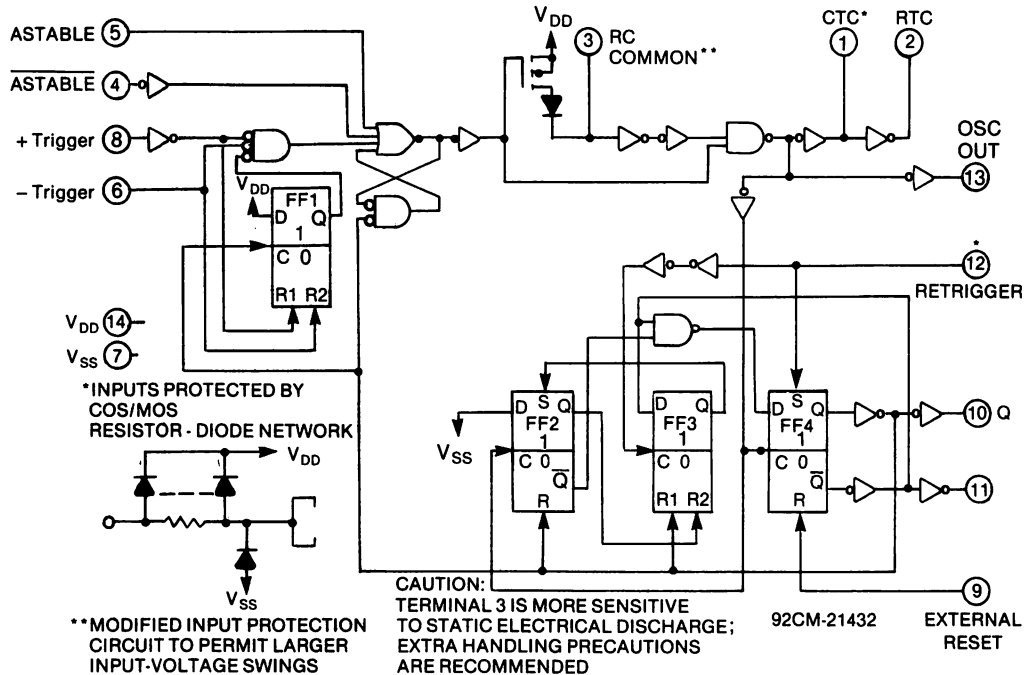 ASTABLE 5
ASTABLE 4
+ Trigger 8
– Trigger 6
V_DD
3 RC
COMMON**
CTC*
1
RTC
2
OSC
OUT
13
V_DD
FF1
D Q
1
C 0
R1 R2
V_DD 14
V_SS 7
*
12
RETRIGGER
*INPUTS PROTECTED BY
COS/MOS
RESISTOR - DIODE NETWORK
V_DD
V_SS
**MODIFIED INPUT PROTECTION
CIRCUIT TO PERMIT LARGER
INPUT-VOLTAGE SWINGS
V_SS
D S Q
FF2
1
C 0
Q
R
D Q
FF3
1
C 0
R1 R2
S
D Q
FF4
1
C 0
Q
R
10 Q
11
9
EXTERNAL
RESET
CAUTION:
TERMINAL 3 IS MORE SENSITIVE
TO STATIC ELECTRICAL DISCHARGE;
EXTRA HANDLING PRECAUTIONS
ARE RECOMMENDED
92CM-21432